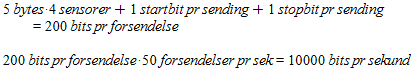 5 bytes·4 sensorer + 1 startbit pr sending + 1 stopbit pr sending
= 200 bits pr forsendelse
200 bits pr forsendelse·50 forsendelser pr sek = 10000 bits pr sekund